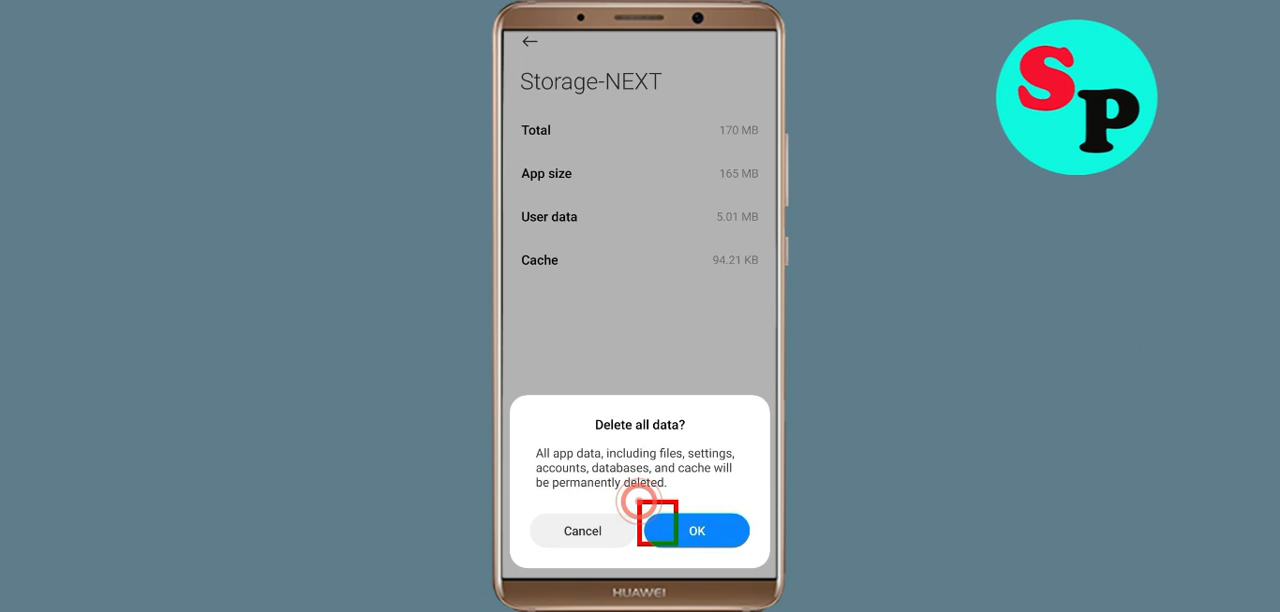 SP
Storage-NEXT
Total 170 MB
App size 165 MB
User data 5.01 MB
Cache 94.21 KB
Delete all data?
All app data, including files, settings,
accounts, databases, and cache will
be permanently deleted.
Cancel OK
HUAWEI